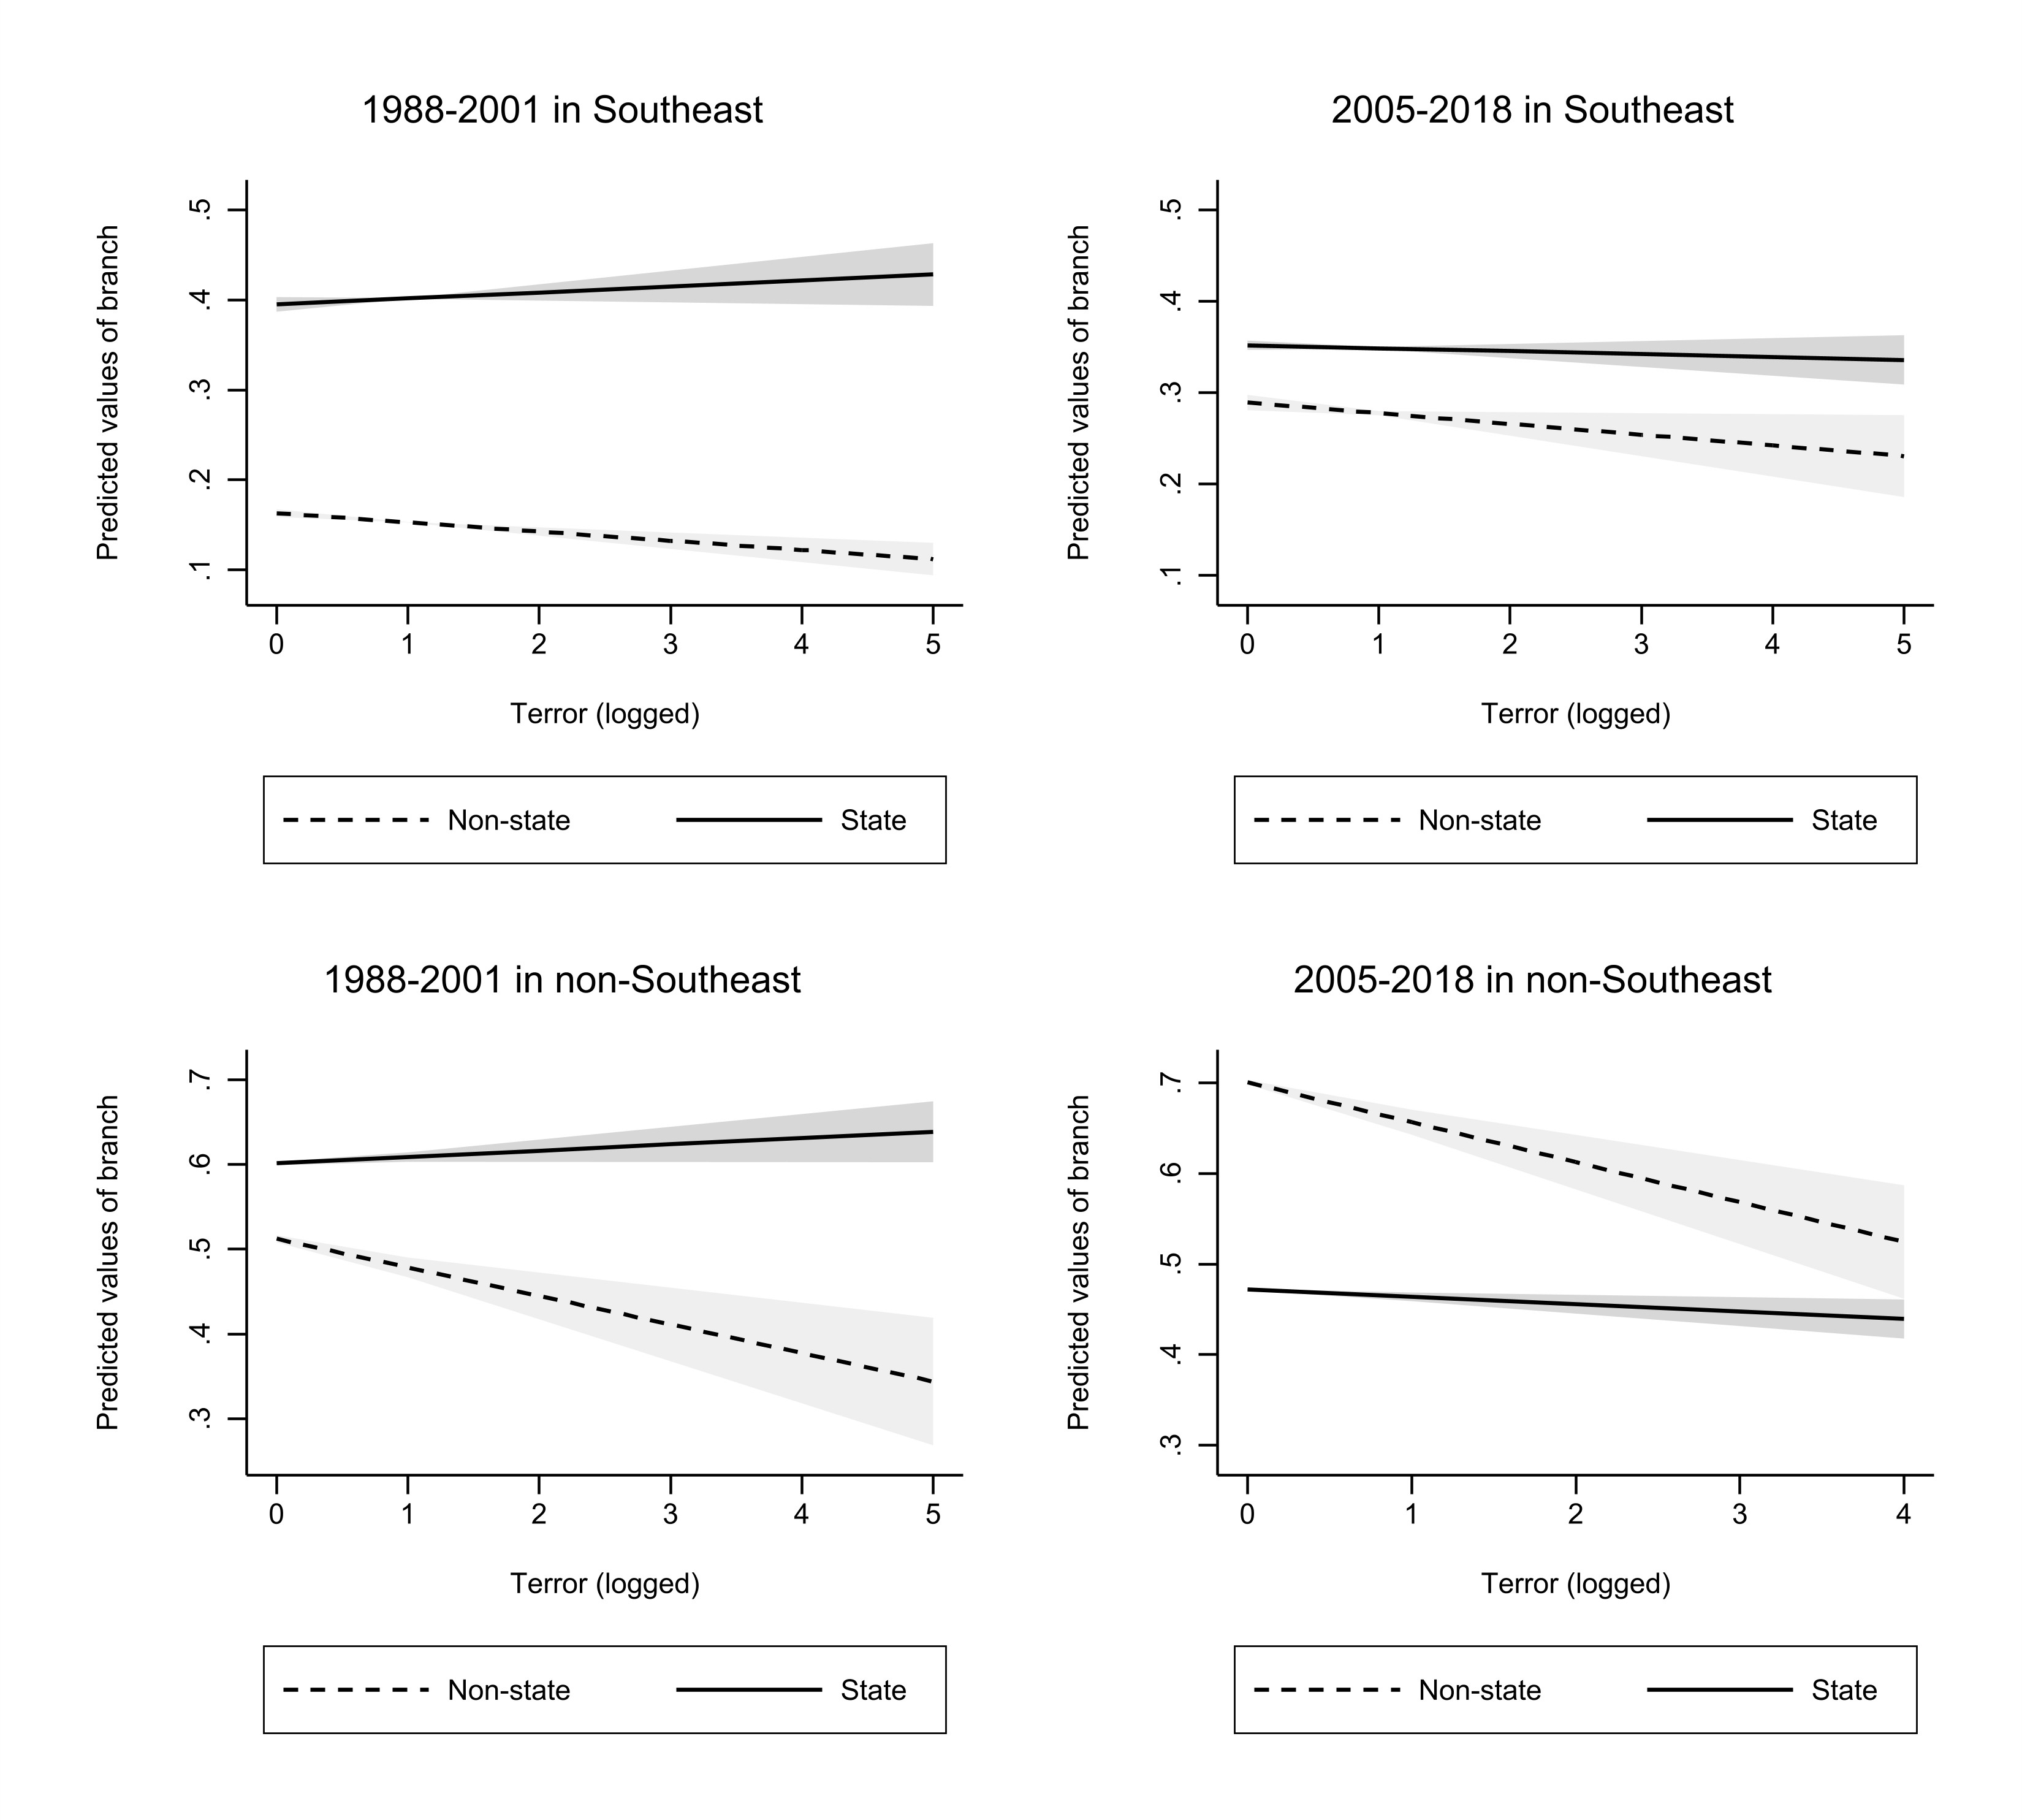 1988-2001 in Southeast
Predicted values of branch
.5
.4
.3
.2
.1
0 1 2 3 4 5
Terror (logged)
Non-state State
2005-2018 in Southeast
Predicted values of branch
.5
.4
.3
.2
.1
0 1 2 3 4 5
Terror (logged)
Non-state State
1988-2001 in non-Southeast
Predicted values of branch
.7
.6
.5
.4
.3
0 1 2 3 4 5
Terror (logged)
Non-state State
2005-2018 in non-Southeast
Predicted values of branch
.7
.6
.5
.4
.3
0 1 2 3 4
Terror (logged)
Non-state State